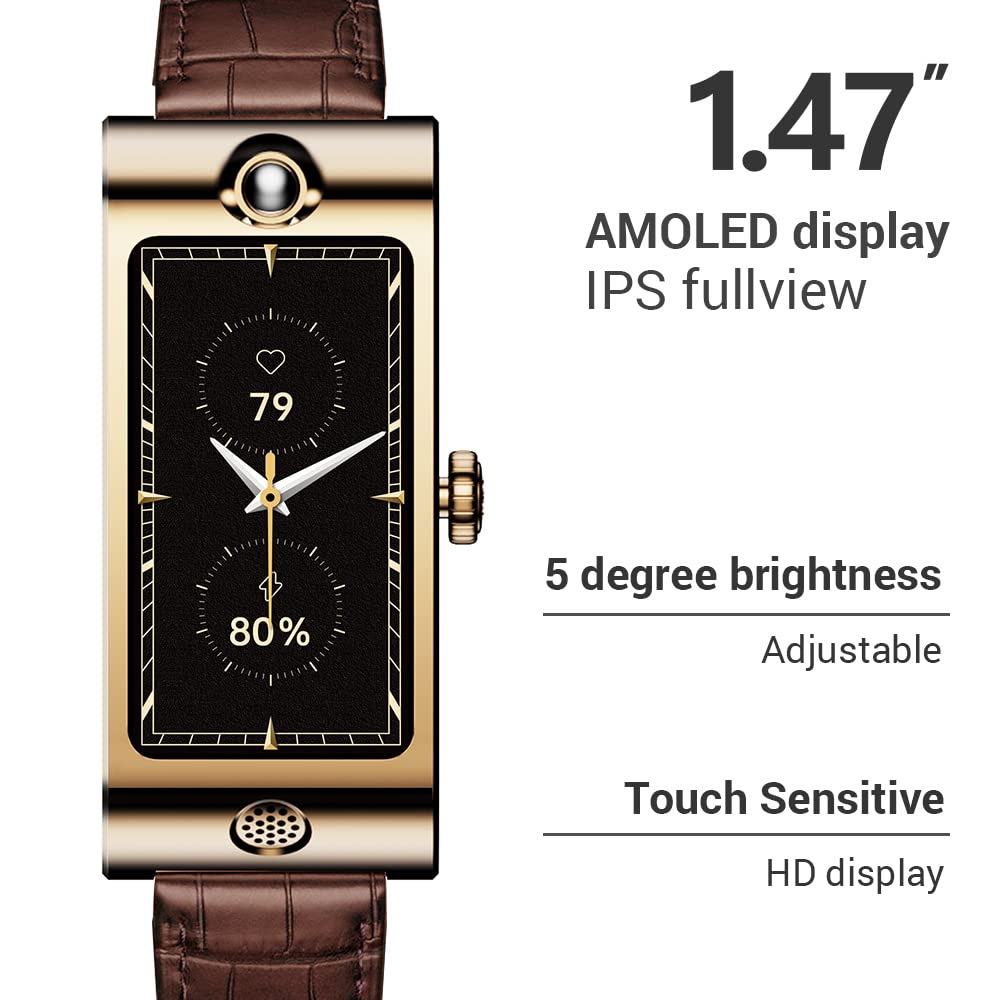 1.47"
AMOLED display
IPS fullview
79
5 degree brightness
Adjustable
80%
Touch Sensitive
HD display